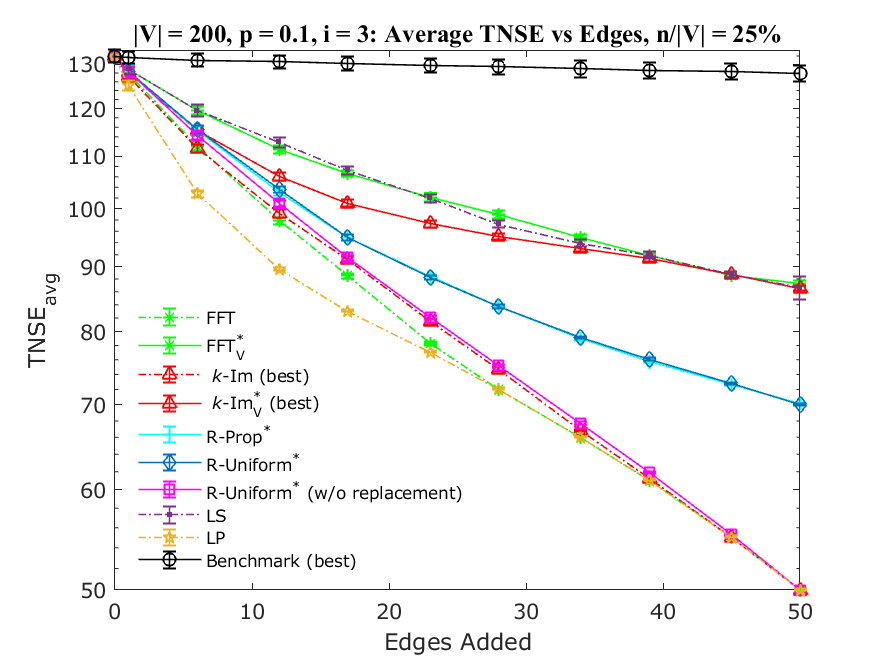 |V| = 200, p = 0.1, i = 3: Average TNSE vs Edges, n/|V| = 25%
130
120
110
100
90
80
70
60
50
TNSE_avg
FFT
FFT*_V
k-Im (best)
k-Im*_V (best)
R-Prop*
R-Uniform*
R-Uniform* (w/o replacement)
LS
LP
Benchmark (best)
0 10 20 30 40 50
Edges Added